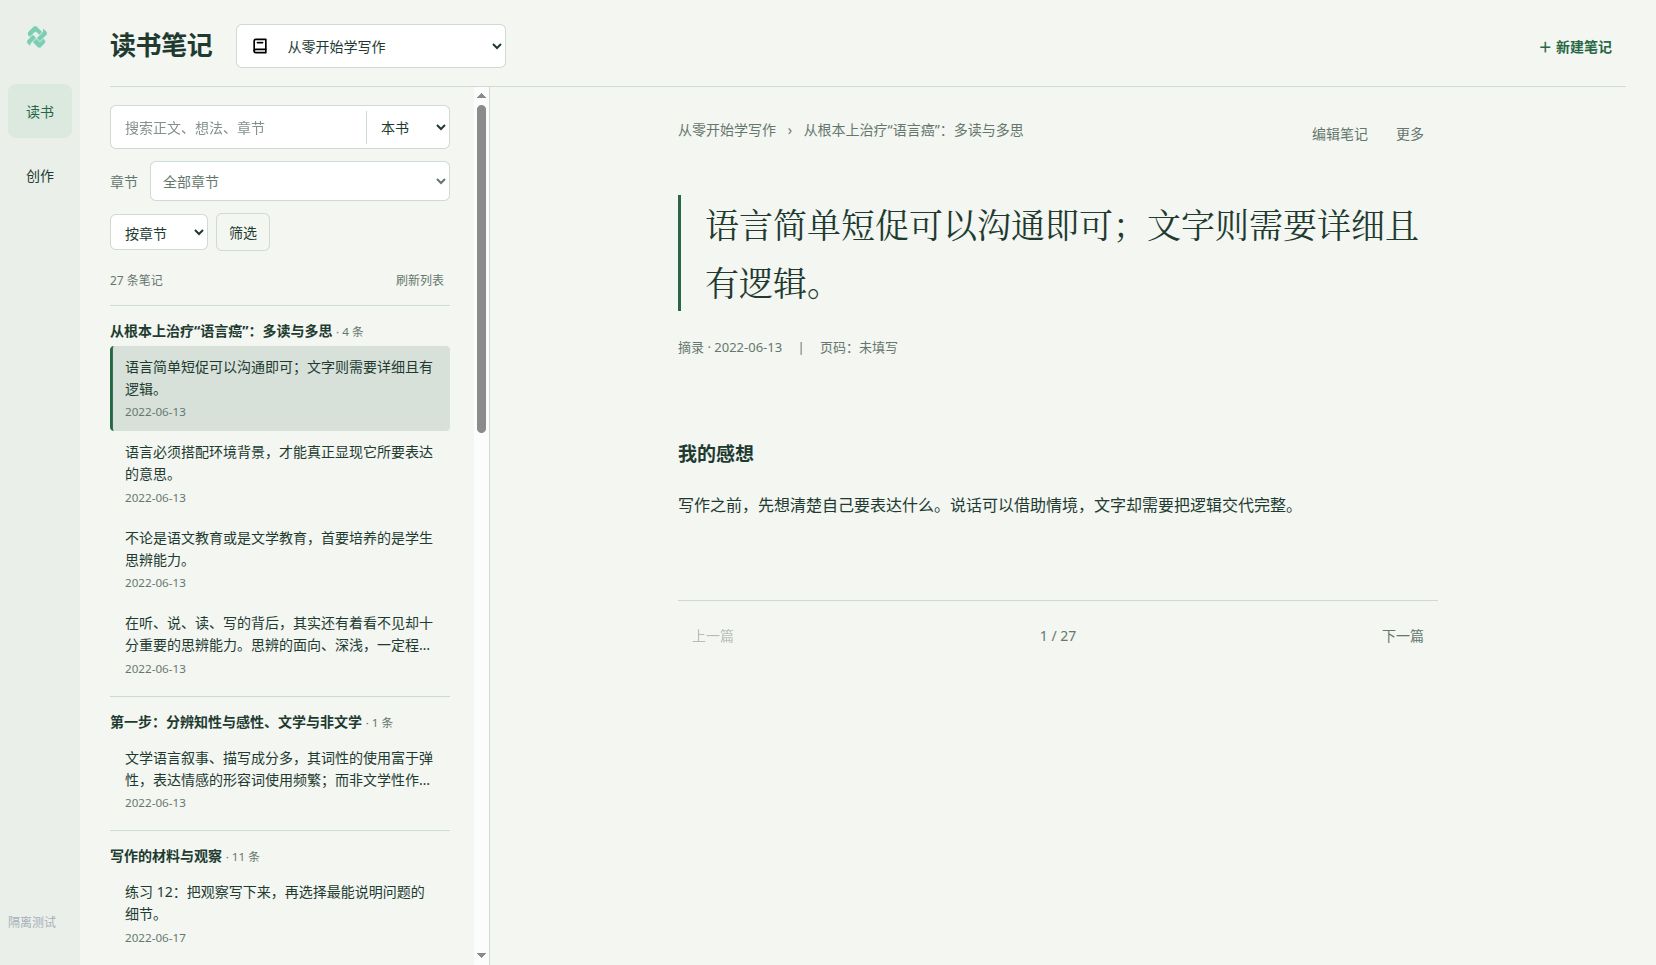 读书笔记
从零开始学写作
＋ 新建笔记
读书
创作
隔离测试
搜索正文、想法、章节
本书
章节
全部章节
按章节
筛选
27 条笔记
刷新列表
从根本上治疗“语言癌”：多读与多思 · 4 条
语言简单短促可以沟通即可；文字则需要详细且有
逻辑。
2022-06-13
语言必须搭配环境背景，才能真正显现它所要表达
的意思。
2022-06-13
不论是语文教育或是文学教育，首要培养的是学生
思辨能力。
2022-06-13
在听、说、读、写的背后，其实还有着看不见却十
分重要的思辨能力。思辨的面向、深浅，一定程...
2022-06-13
第一步：分辨知性与感性、文学与非文学 · 1 条
文学语言叙事、描写成分多，其词性的使用富于弹
性，表达情感的形容词使用频繁；而非文学性作...
2022-06-13
写作的材料与观察 · 11 条
练习 12：把观察写下来，再选择最能说明问题的
细节。
2022-06-17
从零开始学写作 › 从根本上治疗“语言癌”：多读与多思
编辑笔记
更多
语言简单短促可以沟通即可；文字则需要详细且
有逻辑。
摘录 · 2022-06-13 | 页码：未填写
我的感想
写作之前，先想清楚自己要表达什么。说话可以借助情境，文字却需要把逻辑交代完整。
上一篇
1 / 27
下一篇